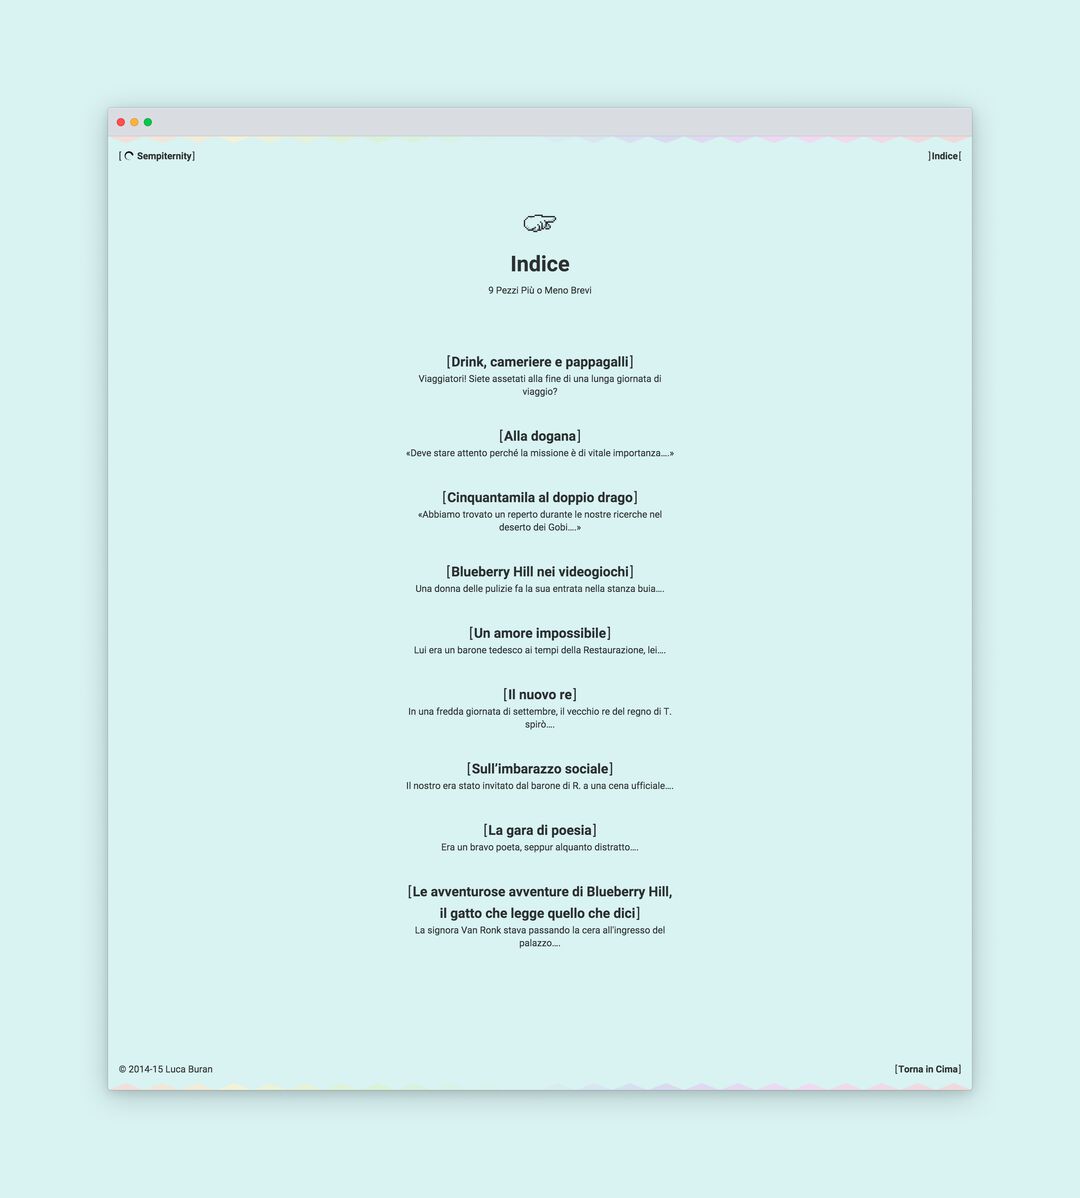 [ Sempiternity]
]Indice[
Indice
9 Pezzi Più o Meno Brevi
[Drink, cameriere e pappagalli]
Viaggiatori! Siete assetati alla fine di una lunga giornata di
viaggio?
[Alla dogana]
«Deve stare attento perché la missione è di vitale importanza….»
[Cinquantamila al doppio drago]
«Abbiamo trovato un reperto durante le nostre ricerche nel
deserto dei Gobi….»
[Blueberry Hill nei videogiochi]
Una donna delle pulizie fa la sua entrata nella stanza buia….
[Un amore impossibile]
Lui era un barone tedesco ai tempi della Restaurazione, lei….
[Il nuovo re]
In una fredda giornata di settembre, il vecchio re del regno di T.
spirò….
[Sull’imbarazzo sociale]
Il nostro era stato invitato dal barone di R. a una cena ufficiale….
[La gara di poesia]
Era un bravo poeta, seppur alquanto distratto….
[Le avventurose avventure di Blueberry Hill,
il gatto che legge quello che dici]
La signora Van Ronk stava passando la cera all'ingresso del
palazzo….
© 2014-15 Luca Buran
[Torna in Cima]